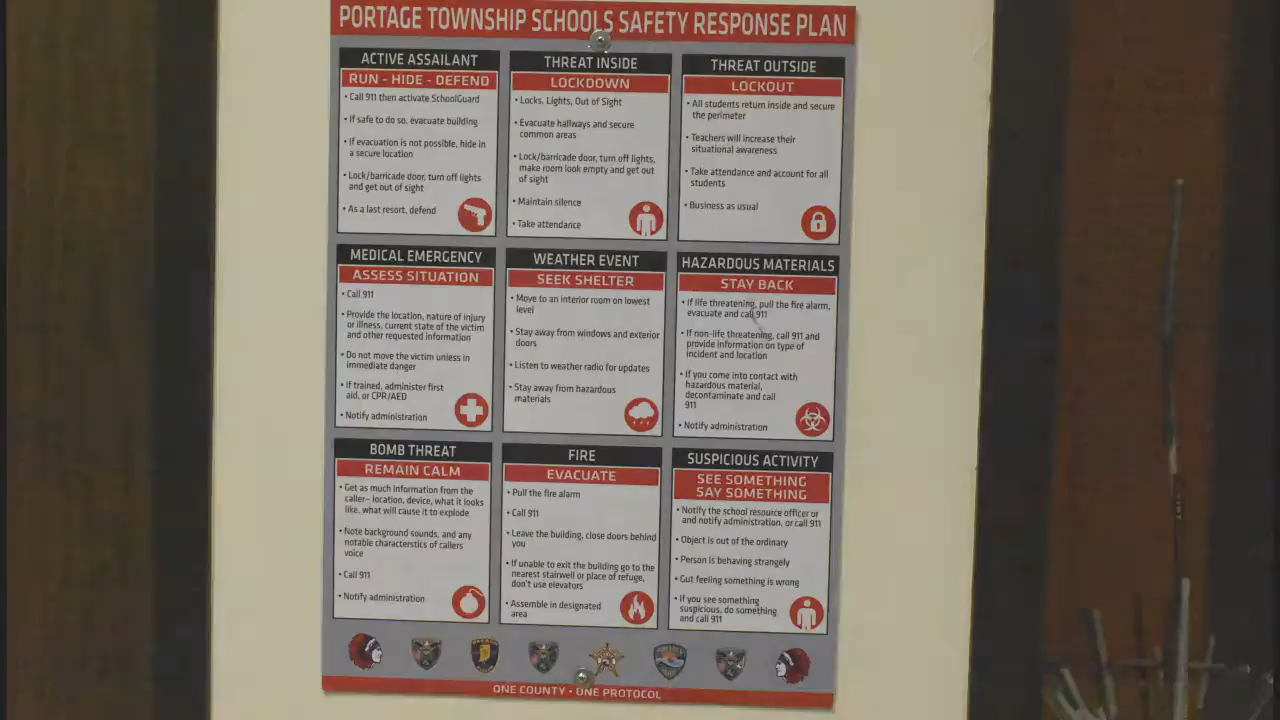 PORTAGE TOWNSHIP SCHOOLS SAFETY RESPONSE PLAN
ACTIVE ASSAILANT
RUN - HIDE - DEFEND
• Call 911 then activate SchoolGuard
• If safe to do so, evacuate building
• If evacuation is not possible, hide in
a secure location
• Lock/barricade door, turn off lights
and get out of sight
• As a last resort, defend
THREAT INSIDE
LOCKDOWN
• Locks, Lights, Out of Sight
• Evacuate hallways and secure
common areas
• Lock/barricade door, turn off lights,
make room look empty and get out
of sight
• Maintain silence
• Take attendance
THREAT OUTSIDE
LOCKOUT
• All students return inside and secure
the perimeter
• Teachers will increase their
situational awareness
• Take attendance and account for all
students
• Business as usual
MEDICAL EMERGENCY
ASSESS SITUATION
• Call 911
• Provide the location, nature of injury
or illness, current state of the victim
and other requested information
• Do not move the victim unless in
immediate danger
• if trained, administer first
aid, or CPR/AED
• Notify administration
WEATHER EVENT
SEEK SHELTER
• Move to an interior room on lowest
level
• Stay away from windows and exterior
doors
• Listen to weather radio for updates
• Stay away from hazardous
materials
HAZARDOUS MATERIALS
STAY BACK
• If life threatening, pull the fire alarm,
evacuate and call 911
• If non-life threatening, call 911 and
provide information on type of
incident and location
• If you come into contact with
hazardous material,
decontaminate and call
911
• Notify administration
BOMB THREAT
REMAIN CALM
• Get as much information from the
caller– location, device, what it looks
like, what will cause it to explode
• Note background sounds, and any
notable characterstics of callers
voice
• Call 911
• Notify administration
FIRE
EVACUATE
• Pull the fire alarm
• Call 911
• Leave the building, close doors behind
you
• If unable to exit the building go to the
nearest stairwell or place of refuge,
don't use elevators
• Assemble in designated
area
SUSPICIOUS ACTIVITY
SEE SOMETHING
SAY SOMETHING
• Notify the school resource officer or
and notify administration, or call 911
• Object is out of the ordinary
• Person is behaving strangely
• Gut feeling something is wrong
• If you see something
suspicious, do something
and call 911
ONE COUNTY • ONE PROTOCOL